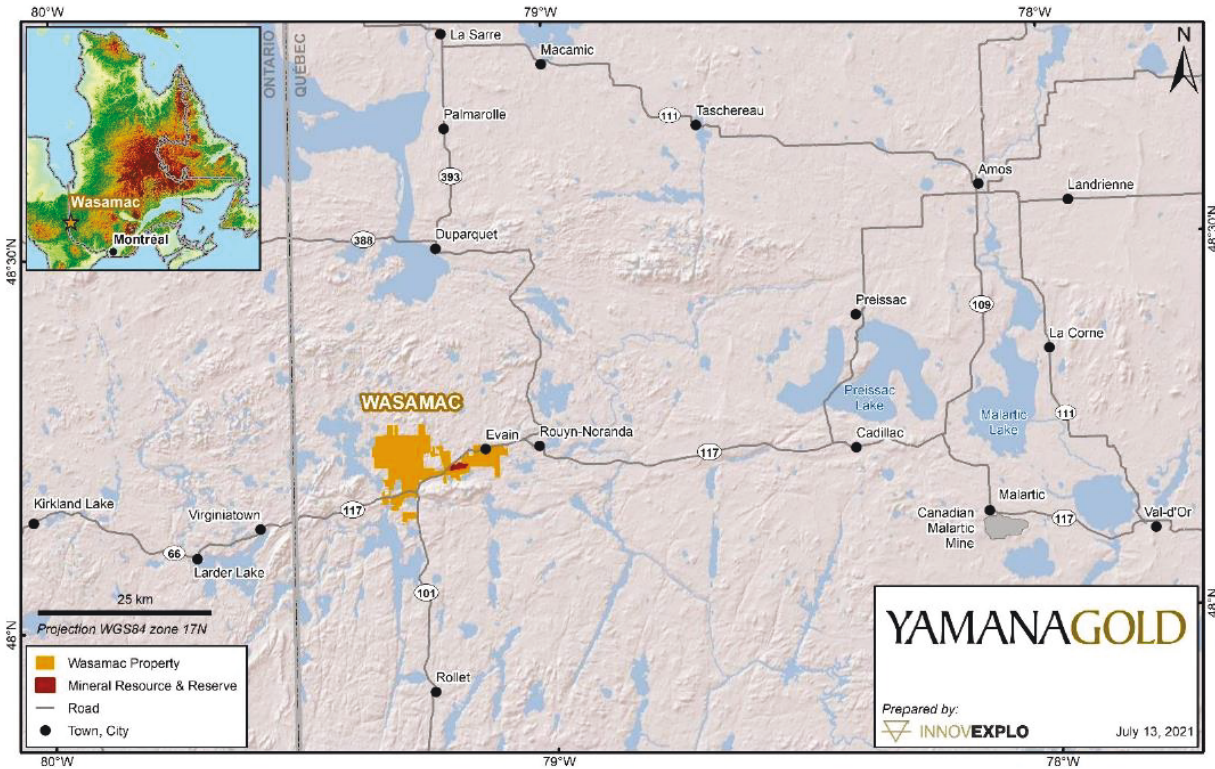 80°W
79°W
78°W
N
ONTARIO
QUÉBEC
La Sarre
Macamic
Palmarolle
111
Taschereau
393
Amos
Landrienne
Wasamac
Montréal
388
Duparquet
48°30'N
48°30'N
109
Preissac
La Corne
WASAMAC
Preissac
Lake
Malartic
Lake
111
Evain
Rouyn-Noranda
117
Cadillac
Kirkland Lake
Virginiatown
117
Malartic
Canadian
Malartic
Mine
117
Val-d'Or
66
Larder Lake
101
25 km
Projection WGS84 zone 17N
48°N
48°N
Wasamac Property
Mineral Resource & Reserve
Road
Town, City
Rollet
YAMANAGOLD
Prepared by:
INNOVEXPLO
July 13, 2021
80°W
79°W
78°W